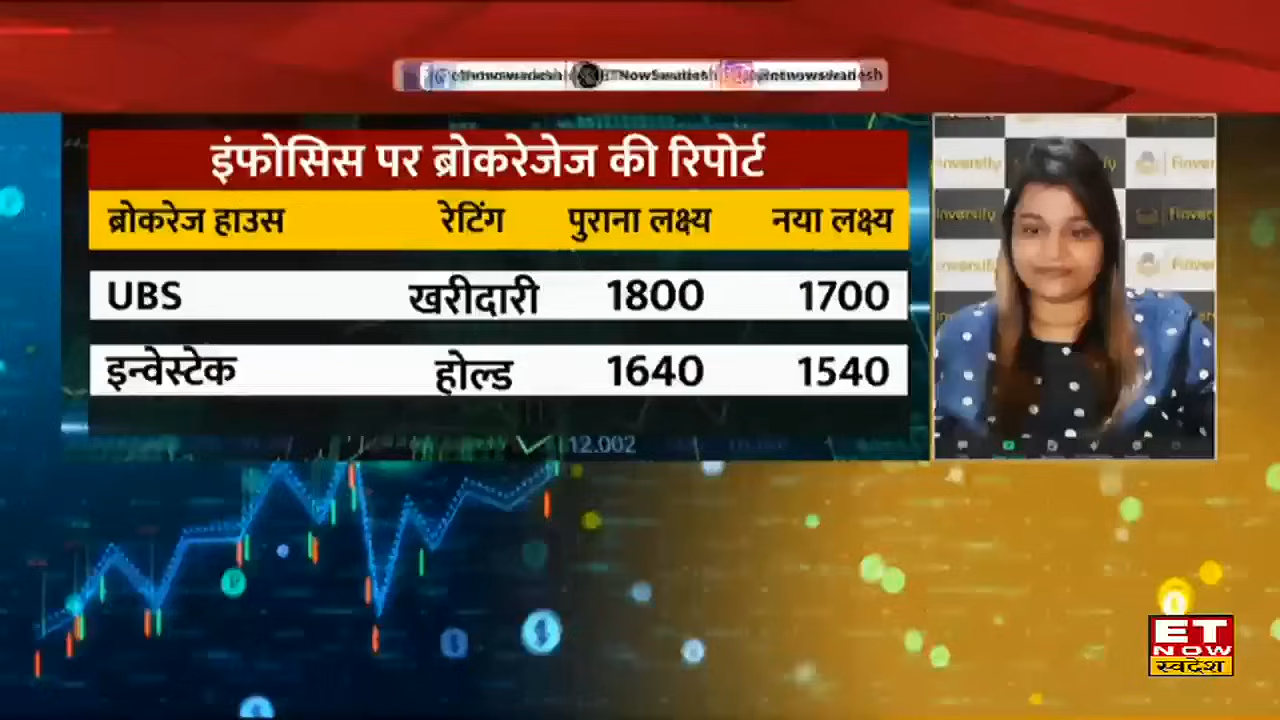 इंफोसिस पर ब्रोकरेजेज की रिपोर्ट
ब्रोकरेज हाउस रेटिंग पुराना लक्ष्य नया लक्ष्य
UBS खरीदारी 1800 1700
इन्वेस्टेक होल्ड 1640 1540
12.002
Finversify
ET
NOW
स्वदेश